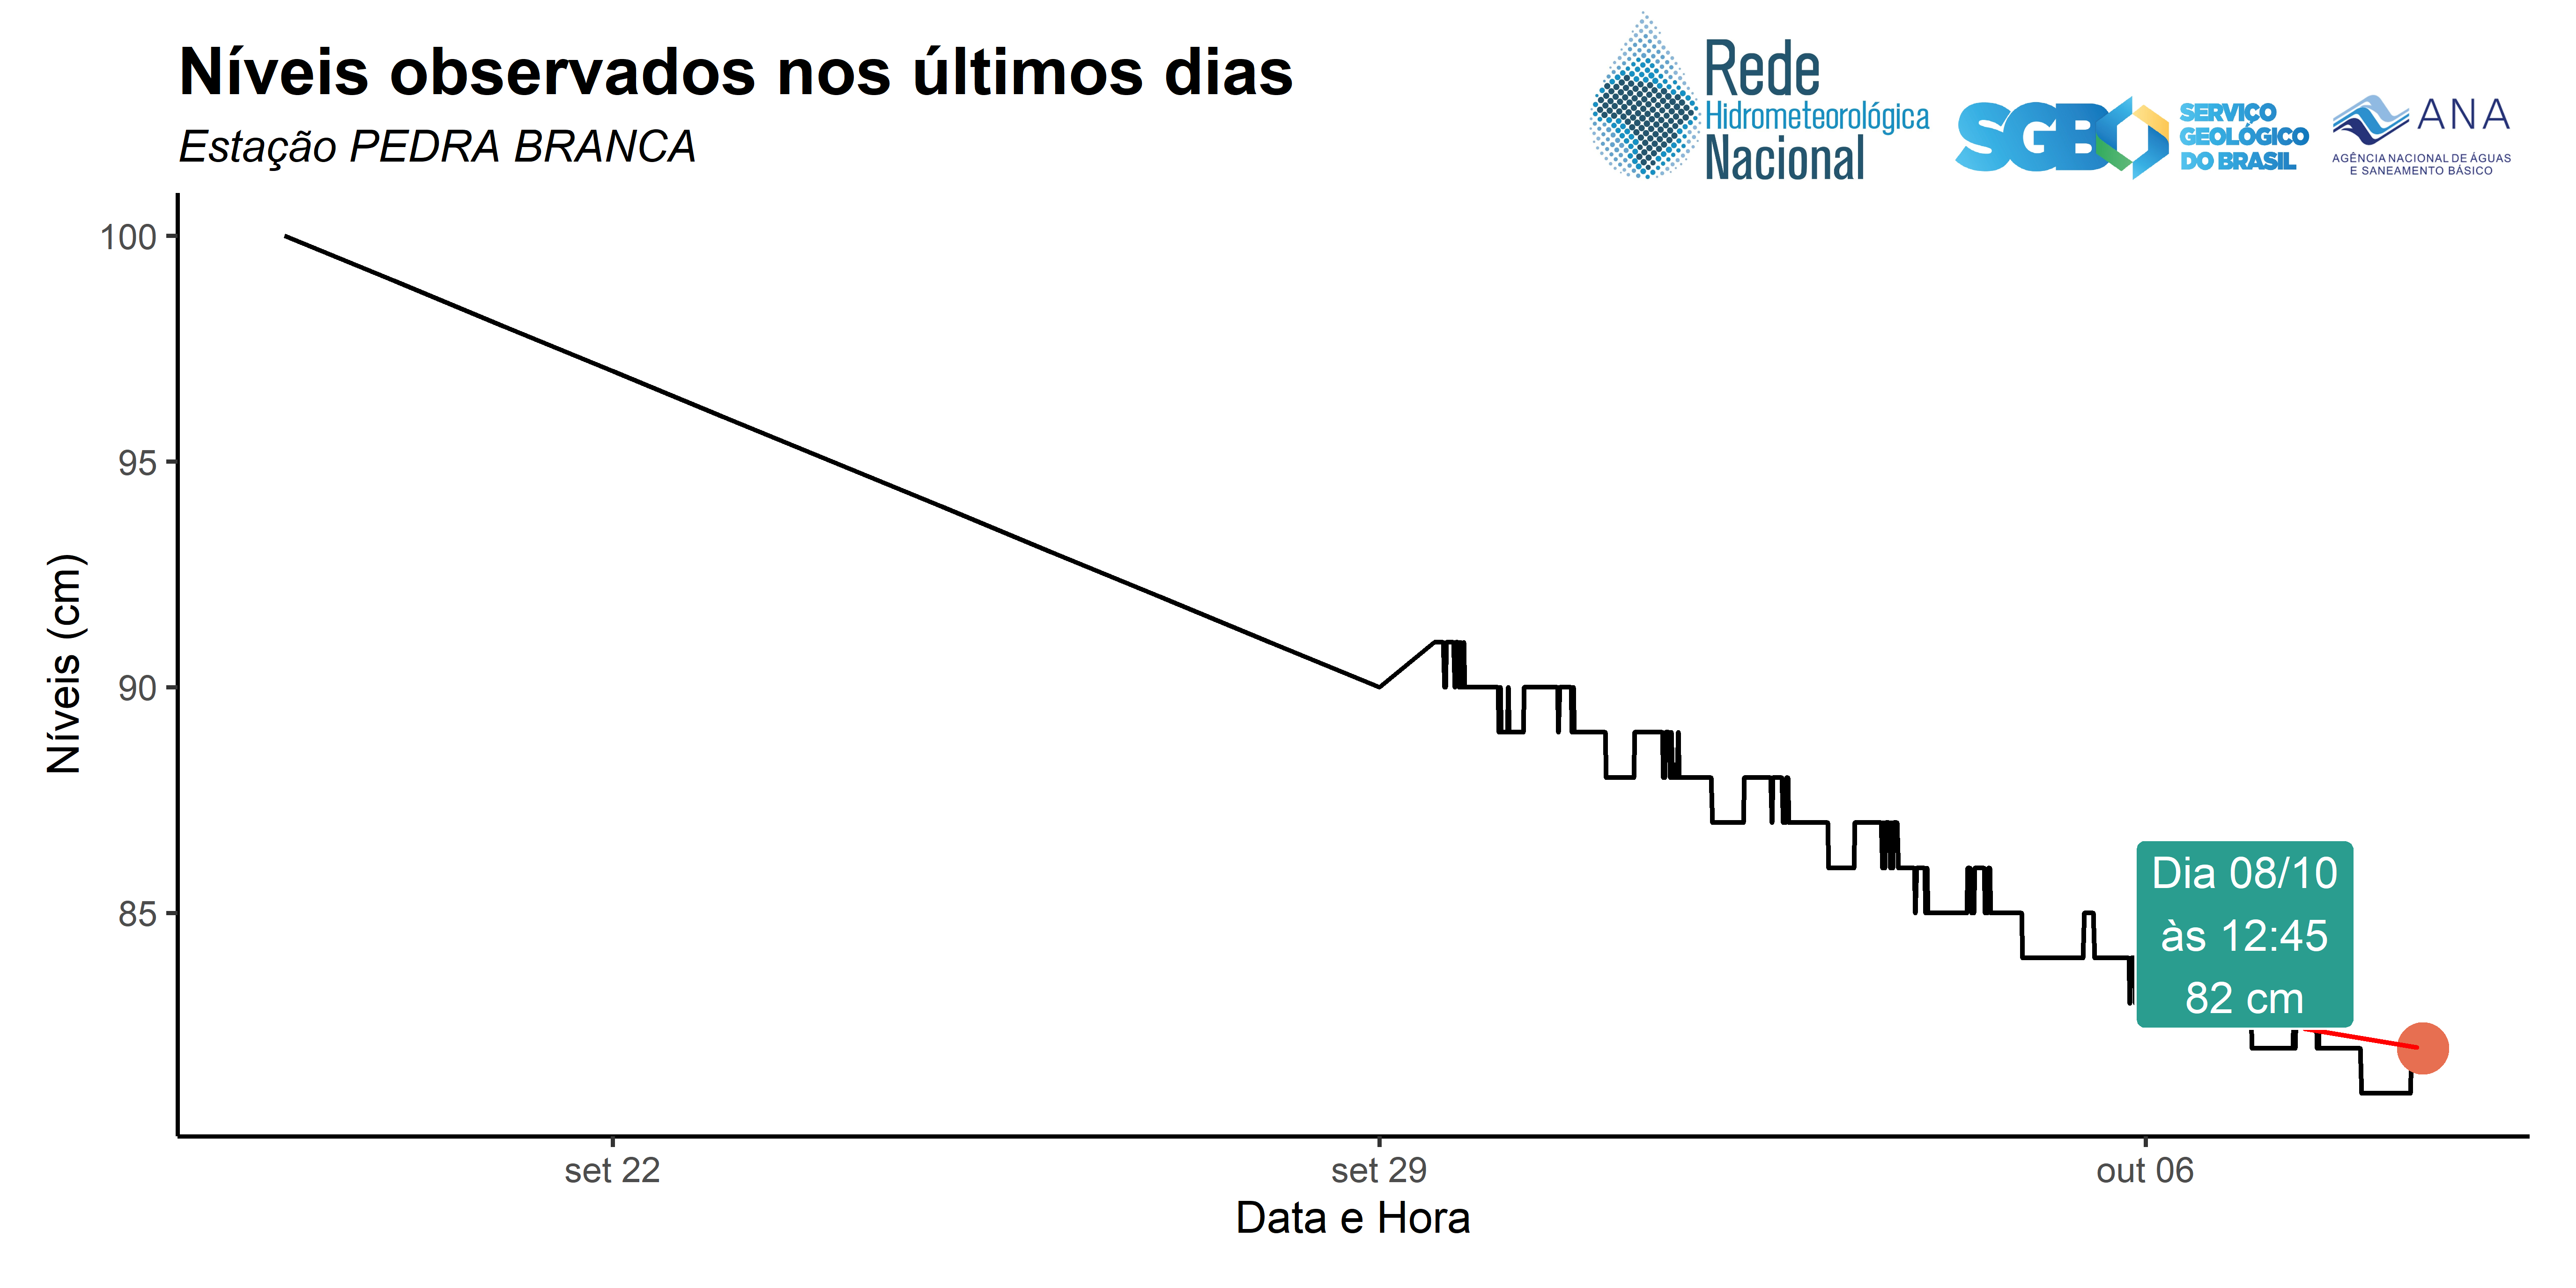 Níveis observados nos últimos dias
Estação PEDRA BRANCA
Rede
Hidrometeorológica
Nacional
SGB
SERVIÇO
GEOLÓGICO
DO BRASIL
ANA
AGÊNCIA NACIONAL DE ÁGUAS
E SANEAMENTO BÁSICO
Níveis (cm)
100
95
90
85
Dia 08/10
às 12:45
82 cm
set 22
set 29
out 06
Data e Hora